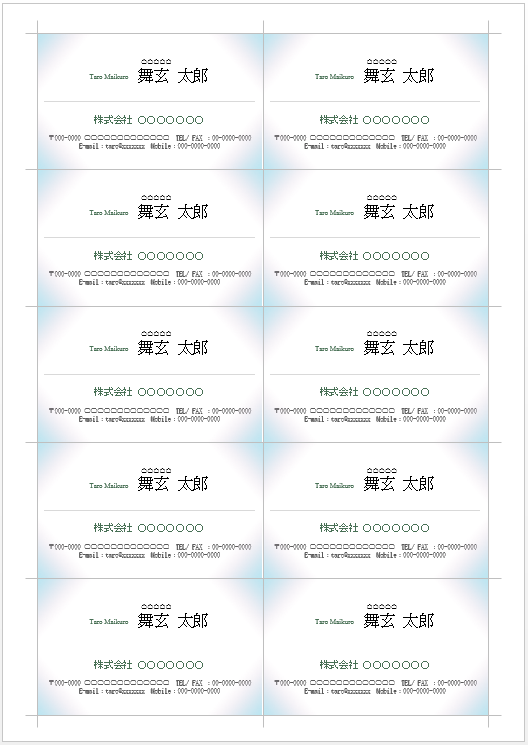 ○○○○○
Taro Maikuro 舞玄 太郎
株式会社 ○○○○○○○
〒000-0000 ○○○○○○○○○○○○○ TEL/ FAX : 00-0000-0000
E-mail : taro@xxxxxxx Mobile : 000-0000-0000
○○○○○
Taro Maikuro 舞玄 太郎
株式会社 ○○○○○○○
〒000-0000 ○○○○○○○○○○○○○ TEL/ FAX : 00-0000-0000
E-mail : taro@xxxxxxx Mobile : 000-0000-0000
○○○○○
Taro Maikuro 舞玄 太郎
株式会社 ○○○○○○○
〒000-0000 ○○○○○○○○○○○○○ TEL/ FAX : 00-0000-0000
E-mail : taro@xxxxxxx Mobile : 000-0000-0000
○○○○○
Taro Maikuro 舞玄 太郎
株式会社 ○○○○○○○
〒000-0000 ○○○○○○○○○○○○○ TEL/ FAX : 00-0000-0000
E-mail : taro@xxxxxxx Mobile : 000-0000-0000
○○○○○
Taro Maikuro 舞玄 太郎
株式会社 ○○○○○○○
〒000-0000 ○○○○○○○○○○○○○ TEL/ FAX : 00-0000-0000
E-mail : taro@xxxxxxx Mobile : 000-0000-0000
○○○○○
Taro Maikuro 舞玄 太郎
株式会社 ○○○○○○○
〒000-0000 ○○○○○○○○○○○○○ TEL/ FAX : 00-0000-0000
E-mail : taro@xxxxxxx Mobile : 000-0000-0000
○○○○○
Taro Maikuro 舞玄 太郎
株式会社 ○○○○○○○
〒000-0000 ○○○○○○○○○○○○○ TEL/ FAX : 00-0000-0000
E-mail : taro@xxxxxxx Mobile : 000-0000-0000
○○○○○
Taro Maikuro 舞玄 太郎
株式会社 ○○○○○○○
〒000-0000 ○○○○○○○○○○○○○ TEL/ FAX : 00-0000-0000
E-mail : taro@xxxxxxx Mobile : 000-0000-0000
○○○○○
Taro Maikuro 舞玄 太郎
株式会社 ○○○○○○○
〒000-0000 ○○○○○○○○○○○○○ TEL/ FAX : 00-0000-0000
E-mail : taro@xxxxxxx Mobile : 000-0000-0000
○○○○○
Taro Maikuro 舞玄 太郎
株式会社 ○○○○○○○
〒000-0000 ○○○○○○○○○○○○○ TEL/ FAX : 00-0000-0000
E-mail : taro@xxxxxxx Mobile : 000-0000-0000